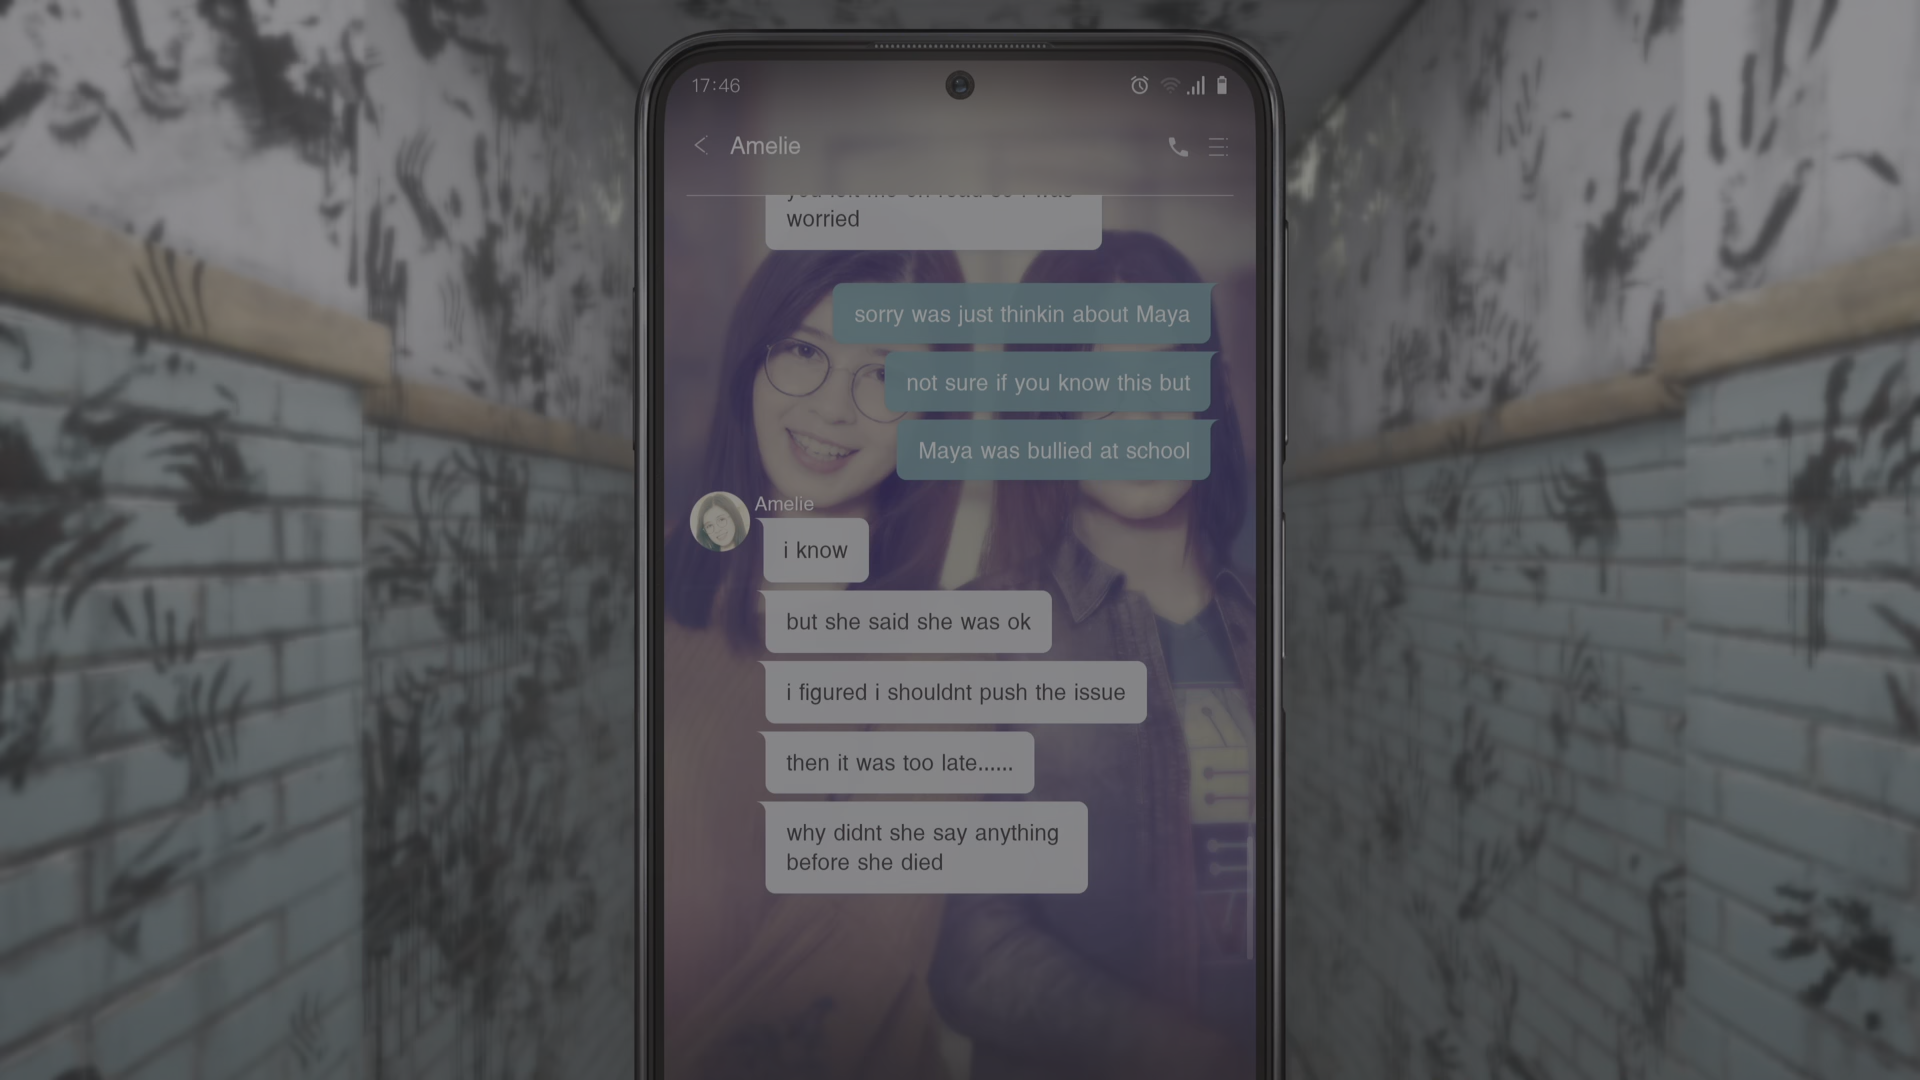 17:46
Amelie
worried
sorry was just thinkin about Maya
not sure if you know this but
Maya was bullied at school
Amelie
i know
but she said she was ok
i figured i shouldnt push the issue
then it was too late......
why didnt she say anything
before she died